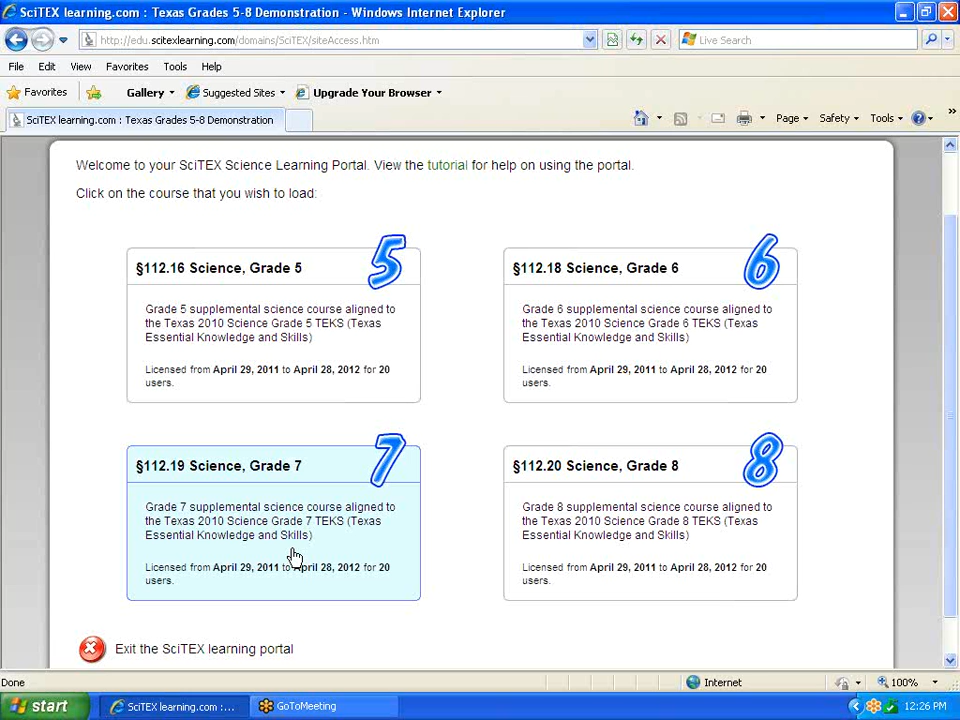 SciTEX learning.com : Texas Grades 5-8 Demonstration - Windows Internet Explorer
http://edu.scitexlearning.com/domains/SciTEX/siteAccess.htm
Live Search
File Edit View Favorites Tools Help
Favorites Gallery Suggested Sites Upgrade Your Browser
SciTEX learning.com : Texas Grades 5-8 Demonstration
Page Safety Tools
Welcome to your SciTEX Science Learning Portal. View the tutorial for help on using the portal.
Click on the course that you wish to load:
5
§112.16 Science, Grade 5
Grade 5 supplemental science course aligned to
the Texas 2010 Science Grade 5 TEKS (Texas
Essential Knowledge and Skills)
Licensed from April 29, 2011 to April 28, 2012 for 20
users.
6
§112.18 Science, Grade 6
Grade 6 supplemental science course aligned to
the Texas 2010 Science Grade 6 TEKS (Texas
Essential Knowledge and Skills)
Licensed from April 29, 2011 to April 28, 2012 for 20
users.
7
§112.19 Science, Grade 7
Grade 7 supplemental science course aligned to
the Texas 2010 Science Grade 7 TEKS (Texas
Essential Knowledge and Skills)
Licensed from April 29, 2011 to April 28, 2012 for 20
users.
8
§112.20 Science, Grade 8
Grade 8 supplemental science course aligned to
the Texas 2010 Science Grade 8 TEKS (Texas
Essential Knowledge and Skills)
Licensed from April 29, 2011 to April 28, 2012 for 20
users.
Exit the SciTEX learning portal
Done Internet 100%
start SciTEX learning.com :... GoToMeeting 12:26 PM